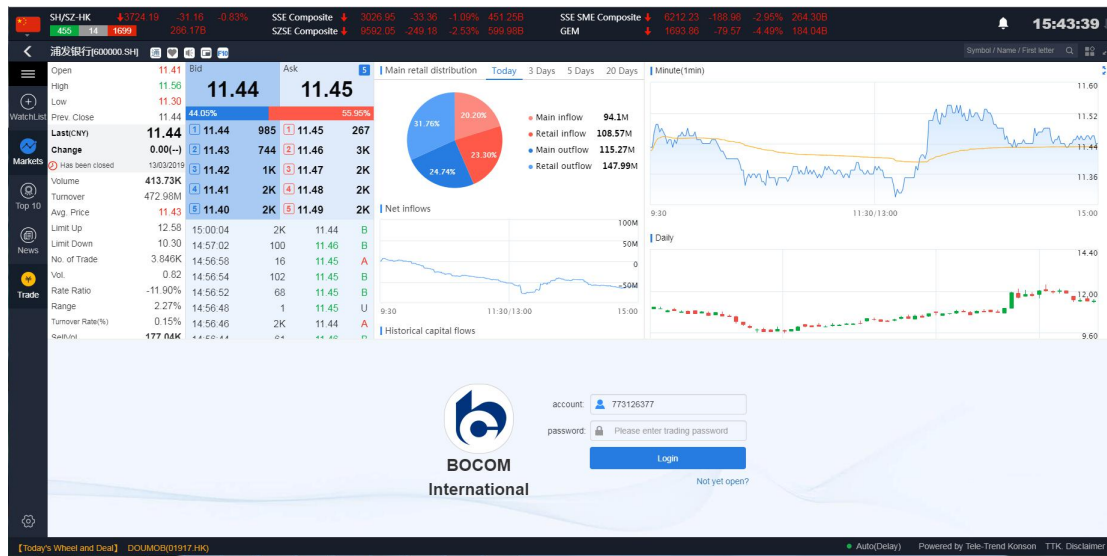 SH/SZ-HK 3724.19 -31.16 -0.83% SSE Composite 3026.95 -33.36 -1.09% 451.25B SSE SME Composite 6212.23 -188.98 -2.95% 264.30B
455 14 1699 286.17B SZSE Composite 9592.05 -249.18 -2.53% 599.98B GEM 1693.86 -79.57 -4.49% 184.04B
15:43:39
浦发银行[600000.SH] F10 Symbol / Name / First letter
WatchList
Markets
Top 10
News
Trade
Open 11.41
High 11.56
Low 11.30
Prev. Close 11.44
Last(CNY) 11.44
Change 0.00(--)
Has been closed 13/03/2019
Volume 413.73K
Turnover 472.98M
Avg. Price 11.43
Limit Up 12.58
Limit Down 10.30
No. of Trade 3 846K
Vol. 0.82
Rate Ratio -11.90%
Range 2.27%
Turnover Rate(%) 0.15%
SellVol 177.04K
Bid Ask 5
11.44 11.45
44.05% 55.95%
1 11.44 985 1 11.45 267
2 11.43 744 2 11.46 3K
3 11.42 1K 3 11.47 2K
4 11.41 2K 4 11.48 2K
5 11.40 2K 5 11.49 2K
15:00:04 2K 11.44 B
14:57:02 100 11.46 B
14:56:58 16 11.45 A
14:56:54 102 11.45 B
14:56:52 68 11.45 B
14:56:48 1 11.45 U
14:56:46 2K 11.44 A
14:56:44 61 11.46 B
Main retail distribution Today 3 Days 5 Days 20 Days
31.76% 20.20%
24.74% 23.30%
Main inflow 94.1M
Retail inflow 108.57M
Main outflow 115.27M
Retail outflow 147.99M
Net inflows
100M
50M
0
-50M
9:30 11:30/13:00 15:00
Historical capital flows
Minute(1min)
11.60
11.52
11.44
11.36
9:30 11:30/13:00 15:00
Daily
14.40
12.00
9.60
BOCOM
International
account: 773126377
password: Please enter trading password
Login
Not yet open?
【Today's Wheel and Deal】 DOUMOB(01917.HK) Auto(Delay) Powered by Tele-Trend Konson TTK. Disclaimer